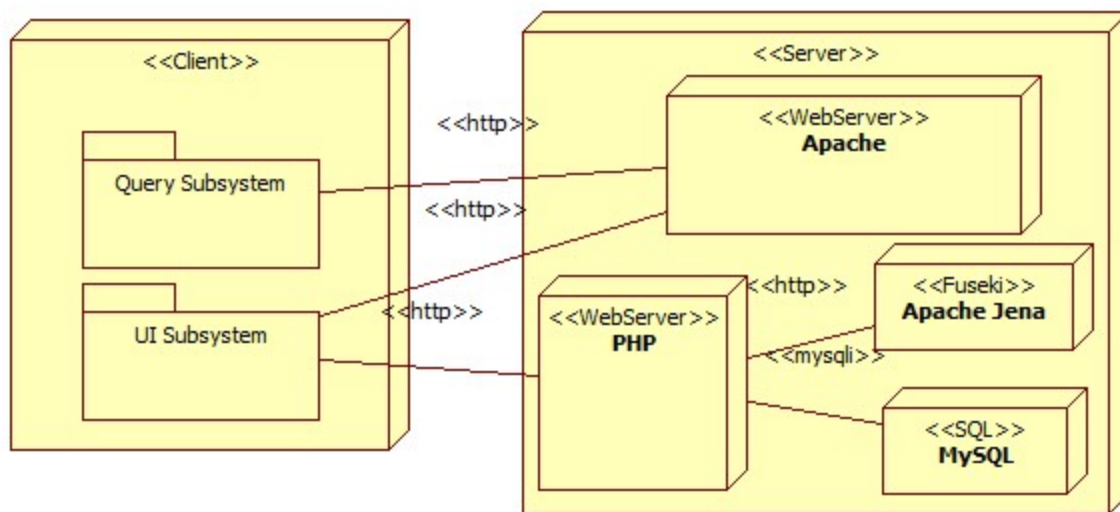 <<Client>>
Query Subsystem
UI Subsystem
<<http>>
<<http>>
<<http>>
<<Server>>
<<WebServer>>
Apache
<<WebServer>>
PHP
<<http>>
<<mysqli>>
<<Fuseki>>
Apache Jena
<<SQL>>
MySQL